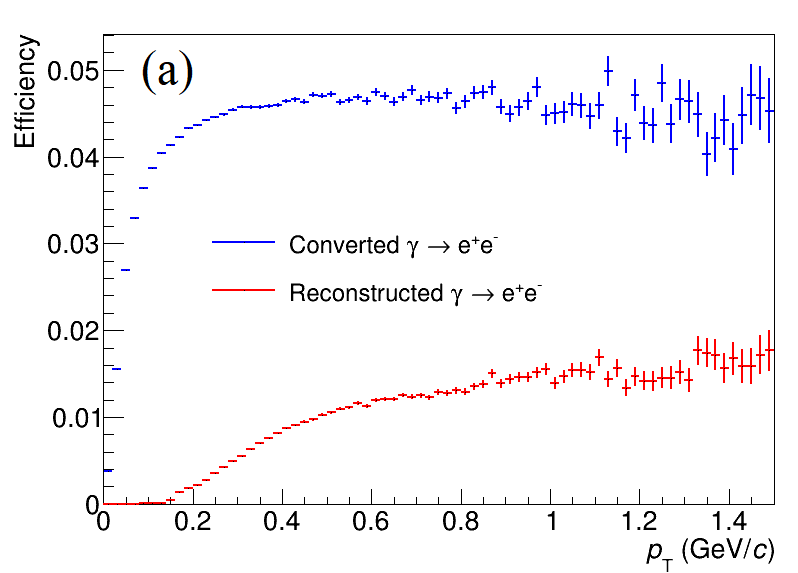 (a)
Efficiency
0.05
0.04
0.03
0.02
0.01
0
Converted γ → e⁺e⁻
Reconstructed γ → e⁺e⁻
0 0.2 0.4 0.6 0.8 1 1.2 1.4
p_T (GeV/c)